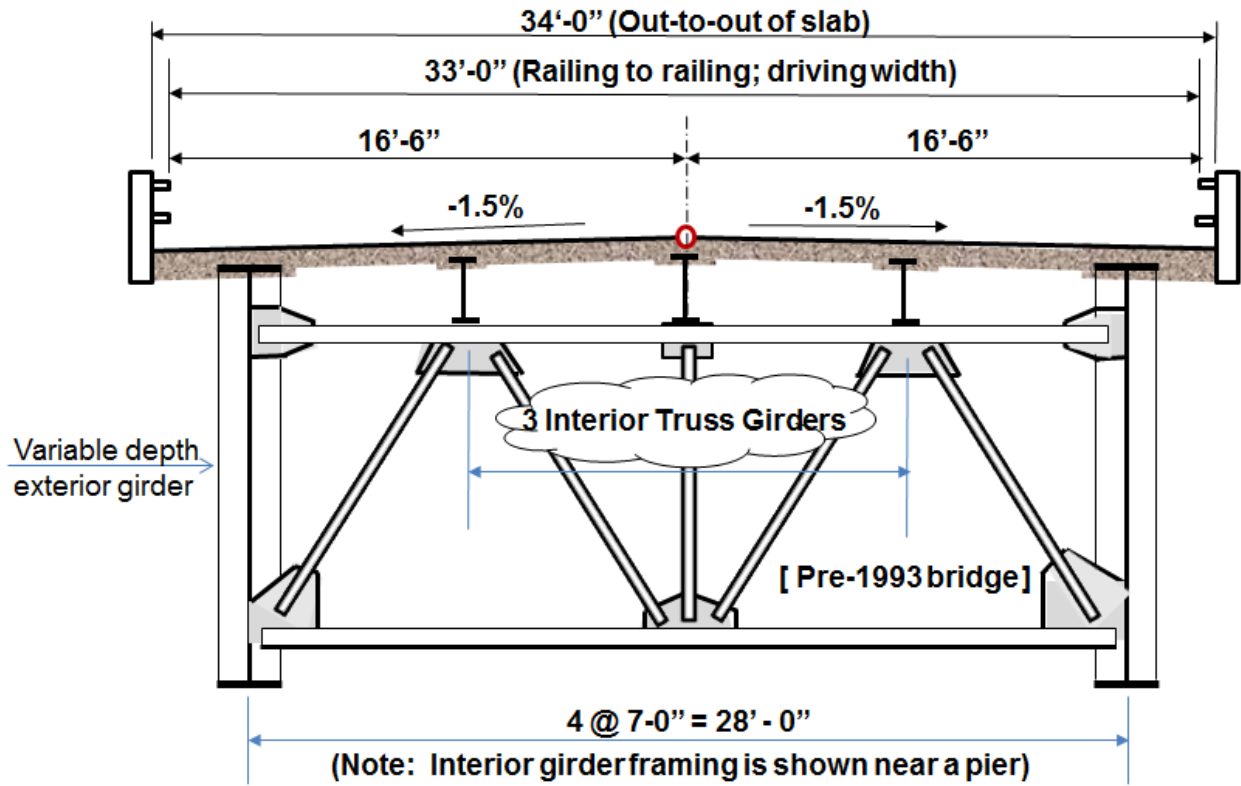 34‘-0” (Out-to-out of slab)
33’-0” (Railing to railing; driving width)
16’-6”
16’-6”
-1.5%
-1.5%
3 Interior Truss Girders
Variable depth
exterior girder
[ Pre-1993 bridge]
4 @ 7-0” = 28’ - 0”
(Note: Interior girder framing is shown near a pier)